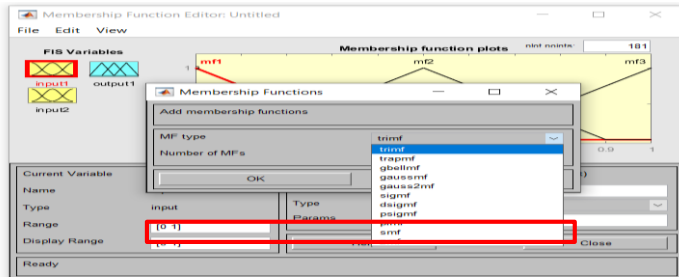 Membership Function Editor: Untitled
File Edit View
FIS Variables
Membership function plots
plot points:
181
input1
output1
input2
mf1
mf2
mf3
1
0.9
1
Membership Functions
Add membership functions
MF type
trimf
Number of MFs
OK
trimf
trapmf
gbellmf
gaussmf
gauss2mf
sigmf
dsigmf
psigmf
pimf
smf
Current Variable
Name
Type
input
Range
[0 1]
Display Range
[0 1]
Type
Params
Close
Ready